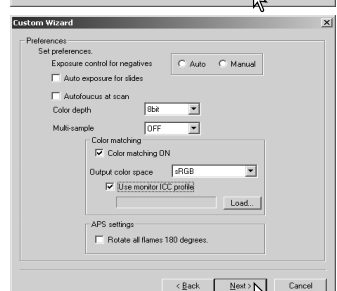 Custom Wizard
Preferences
Set preferences.
Exposure control for negatives Auto Manual
Auto exposure for slides
Autofoucus at scan
Color depth 8bit
Multi-sample OFF
Color matching
Color matching ON
Output color space sRGB
Use monitor ICC profile
Load...
APS settings
Rotate all flames 180 degrees.
< Back Next > Cancel